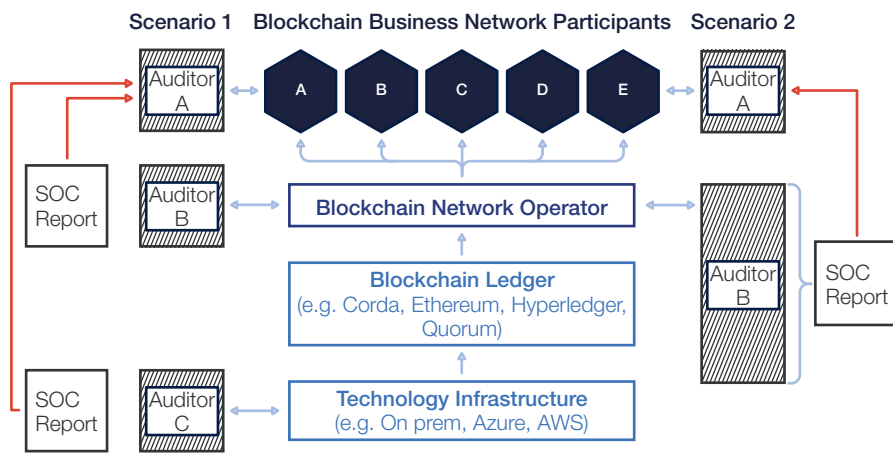 Scenario 1
Blockchain Business Network Participants
Scenario 2
Auditor
A
A
B
C
D
E
Auditor
A
SOC
Report
Auditor
B
Blockchain Network Operator
Blockchain Ledger
(e.g. Corda, Ethereum, Hyperledger,
Quorum)
Auditor
B
SOC
Report
SOC
Report
Auditor
C
Technology Infrastructure
(e.g. On prem, Azure, AWS)